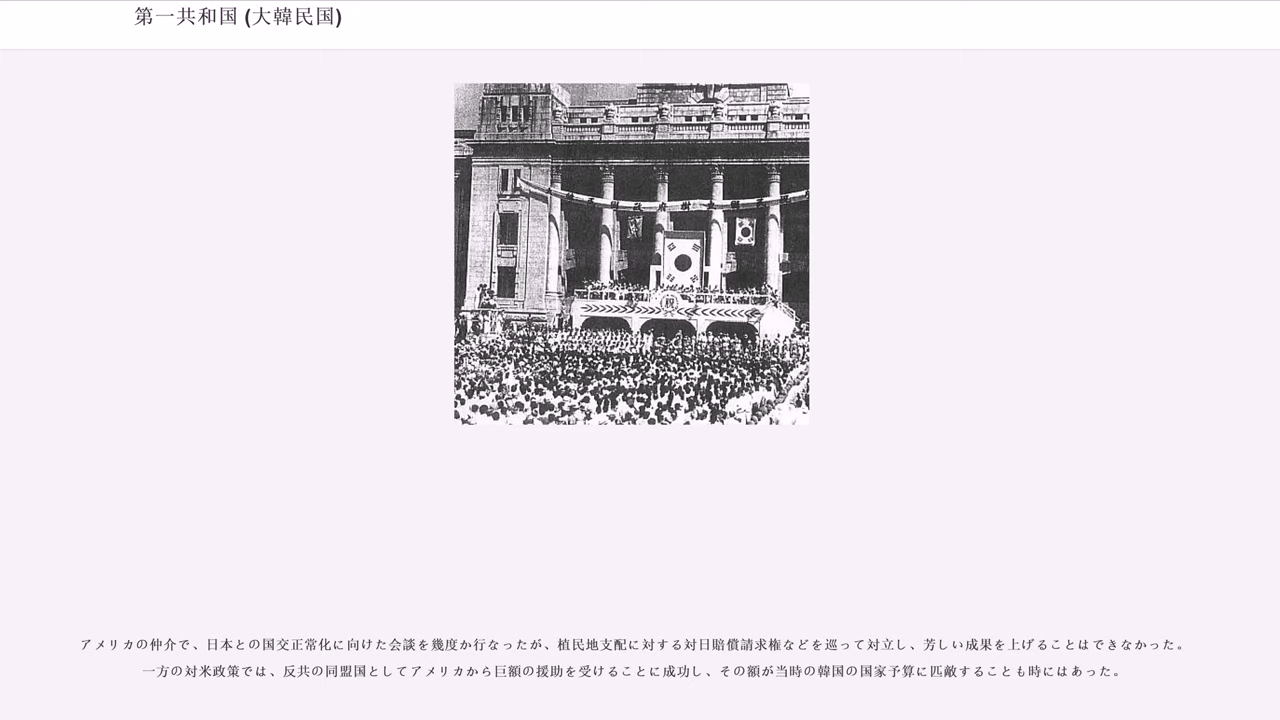 第一共和国 (大韓民国)
アメリカの仲介で、日本との国交正常化に向けた会談を幾度か行なったが、植民地支配に対する対日賠償請求権などを巡って対立し、芳しい成果を上げることはできなかった。
一方の対米政策では、反共の同盟国としてアメリカから巨額の援助を受けることに成功し、その額が当時の韓国の国家予算に匹敵することも時にはあった。